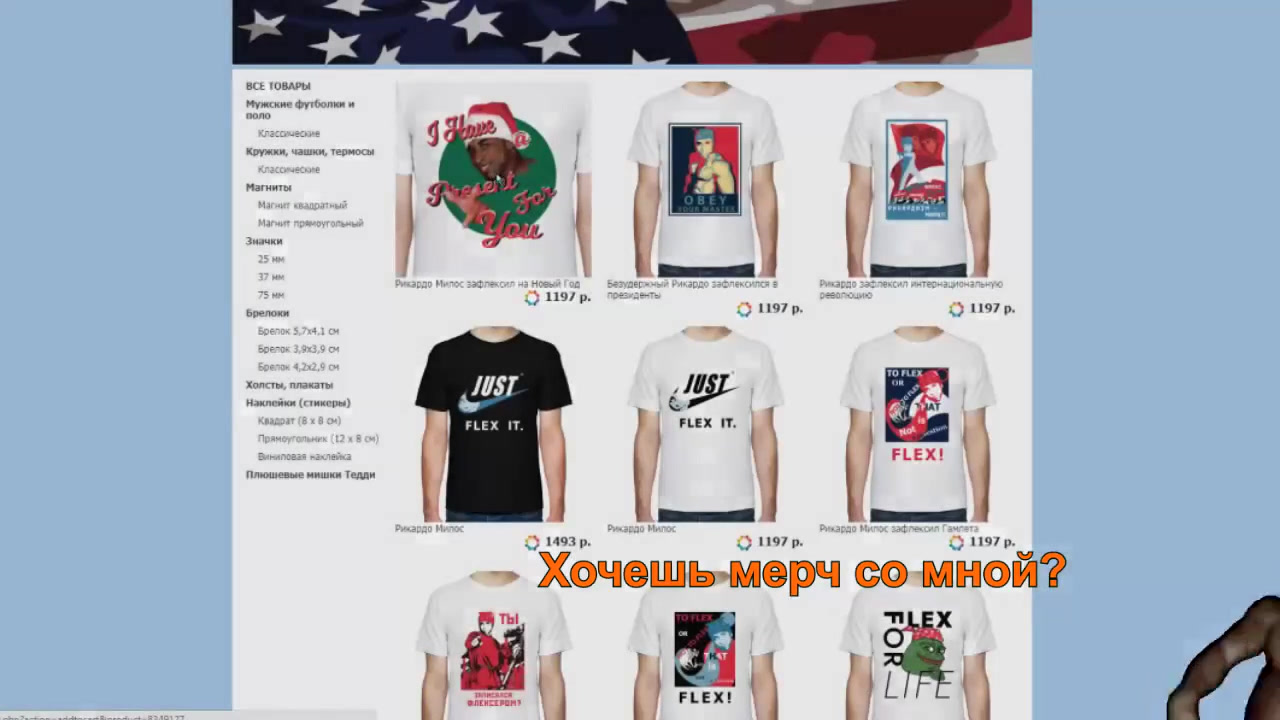 ВСЕ ТОВАРЫ
Мужские футболки и
поло
Классические
Кружки, чашки, термосы
Классические
Магниты
Магнит квадратный
Магнит прямоугольный
Значки
25 мм
37 мм
75 мм
Брелоки
Брелок 5,7x4,1 см
Брелок 3,9x3,9 см
Брелок 4,2x2,9 см
Холсты, плакаты
Наклейки (стикеры)
Квадрат (8 x 8 см)
Прямоугольник (12 x 8 см)
Виниловая наклейка
Плюшевые мишки Тедди
I Have
a
Present
For
You
Рикардо Милос зафлексил на Новый Год
1197 р.
OBEY
YOUR MASTER
Безудержный Рикардо зафлексился в
президенты
1197 р.
Рикардо зафлексил интернациональную
революцию
1197 р.
JUST
FLEX IT.
Рикардо Милос
1493 р.
JUST
FLEX IT.
Рикардо Милос
1197 р.
TO FLEX
OR
Not
THAT
is
FLEX!
Рикардо Милос зафлексил Гамлета
1197 р.
Хочешь мерч со мной?
ТЫ
ЗАПИСАЛСЯ
ФЛЕКСЕРОМ?
TO FLEX
OR
THAT
is
FLEX!
FLEX
FOR
LIFE